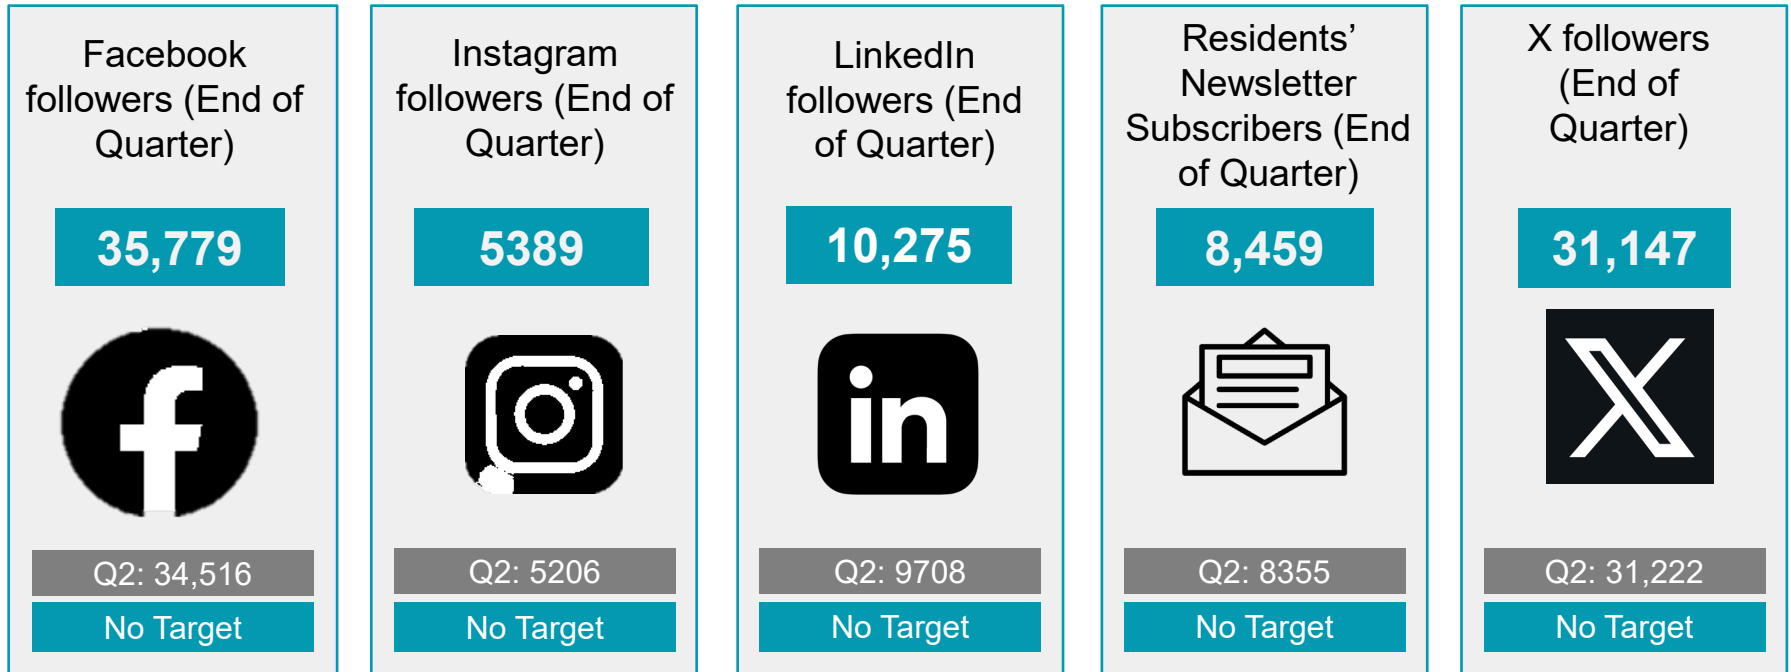 Facebook
followers (End of
Quarter)
35,779
Q2: 34,516
No Target
Instagram
followers (End of
Quarter)
5389
Q2: 5206
No Target
LinkedIn
followers (End
of Quarter)
10,275
in
Q2: 9708
No Target
Residents’
Newsletter
Subscribers (End
of Quarter)
8,459
Q2: 8355
No Target
X followers
(End of
Quarter)
31,147
Q2: 31,222
No Target